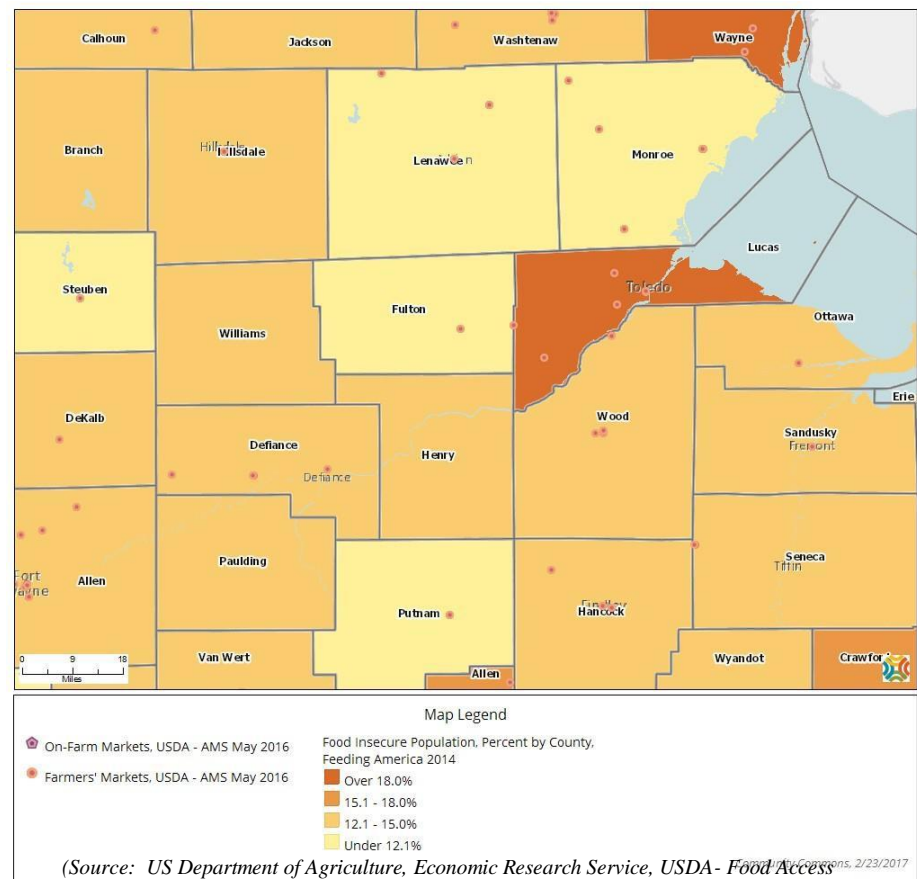 Calhoun
Jackson
Washtenaw
Wayne
Branch
Hillsdale
Hillsdale
Lenawee
Monroe
Lucas
Toledo
Steuben
Fulton
Williams
Ottawa
Erie
DeKalb
Wood
Defiance
Henry
Sandusky
Fremont
Defiance
Allen
Fort
Wayne
Paulding
Seneca
Tiffin
Putnam
Findlay
Hancock
Van Wert
Allen
Wyandot
Crawford
0 9 18
Miles
Map Legend
On-Farm Markets, USDA - AMS May 2016
Farmers' Markets, USDA - AMS May 2016
Food Insecure Population, Percent by County,
Feeding America 2014
Over 18.0%
15.1 - 18.0%
12.1 - 15.0%
Under 12.1%
Community Commons, 2/23/2017
(Source: US Department of Agriculture, Economic Research Service, USDA- Food Access